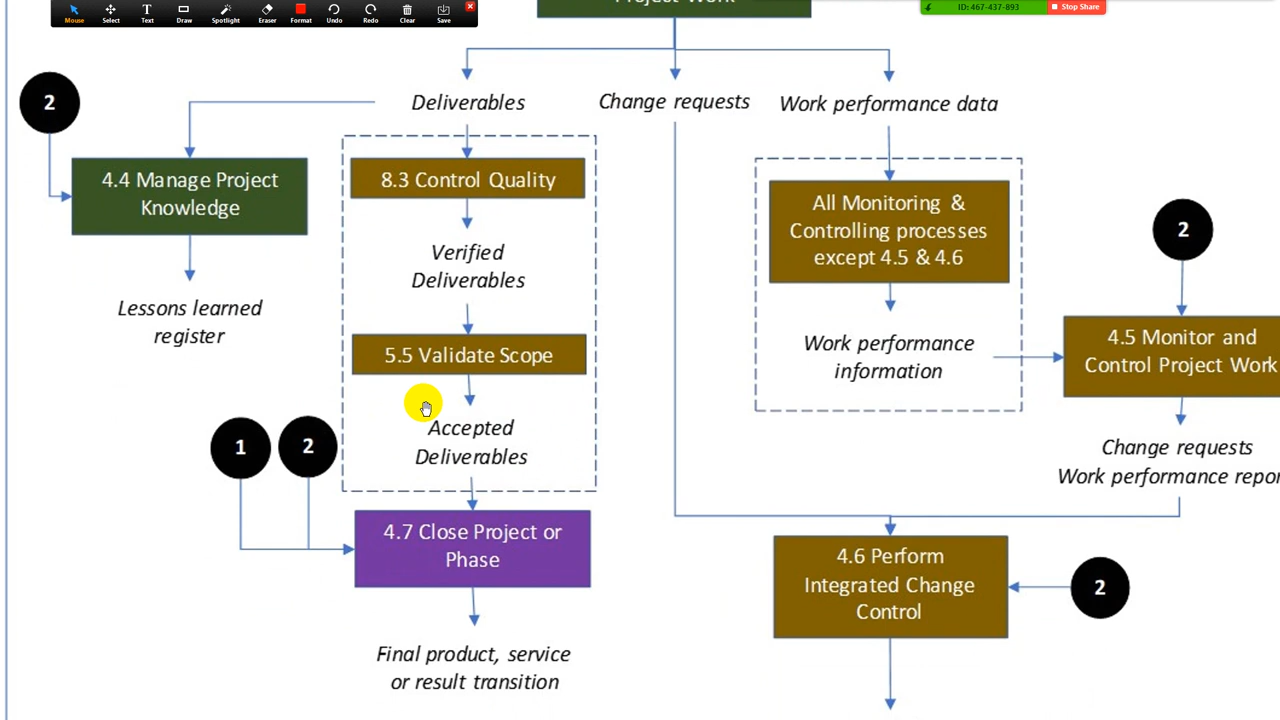 Mouse
Select
Text
Draw
Spotlight
Eraser
Format
Undo
Redo
Clear
Save
ID: 467-437-893
Stop Share
Project Work
2
Deliverables
Change requests
Work performance data
4.4 Manage Project
Knowledge
8.3 Control Quality
All Monitoring &
Controlling processes
except 4.5 & 4.6
2
Verified
Deliverables
Lessons learned
register
5.5 Validate Scope
Work performance
information
4.5 Monitor and
Control Project Work
1
2
Accepted
Deliverables
Change requests
Work performance repor
4.7 Close Project or
Phase
4.6 Perform
Integrated Change
Control
2
Final product, service
or result transition